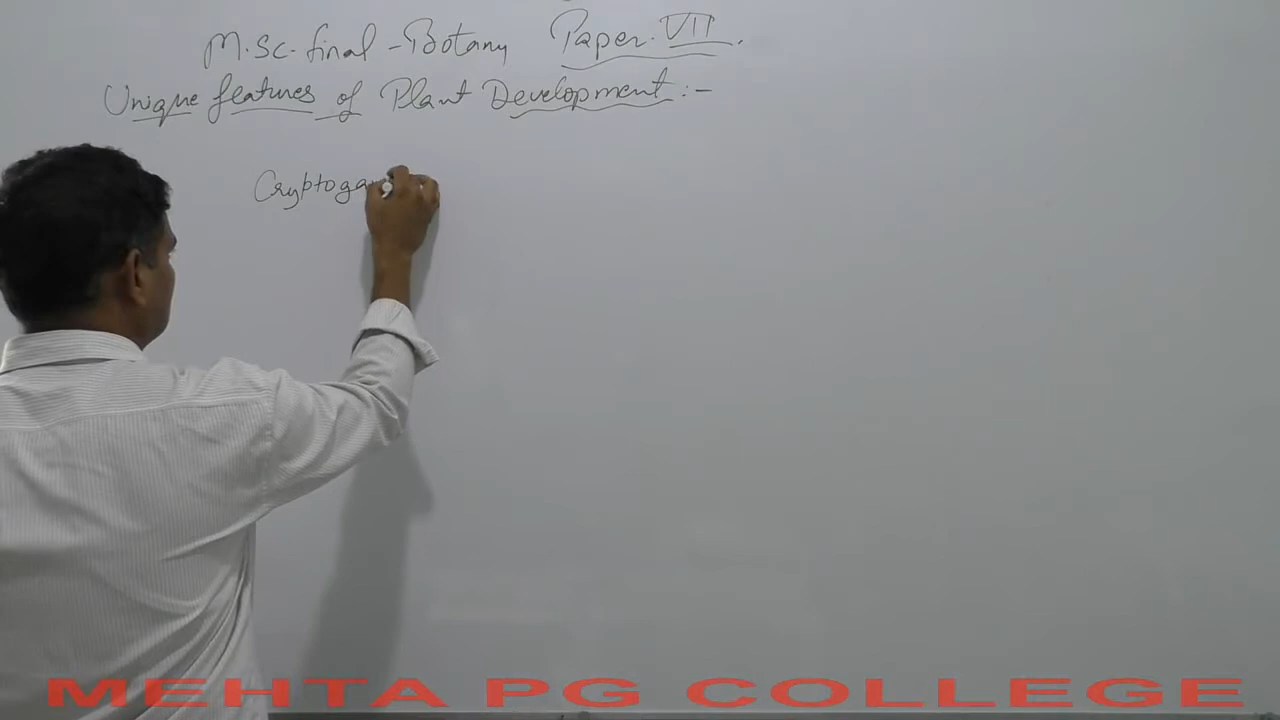 M.Sc. final - Botany Paper. VII.
Unique features of Plant Development :-
Cryptoga
MEHTA PG COLLEGE